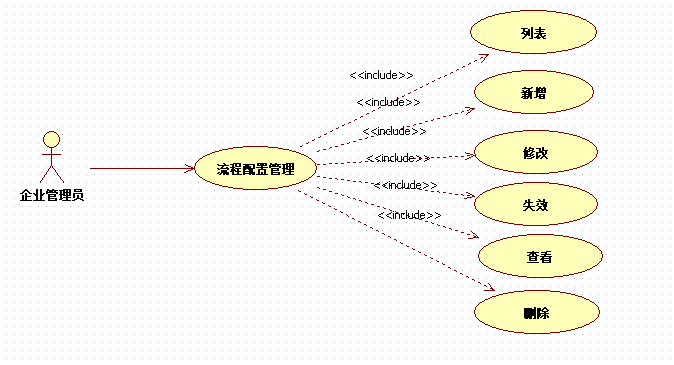 列表
<<include>>
新增
<<include>>
<<include>>
修改
<<include>>
流程配置管理
企业管理员
<<include>>
失效
<<include>>
查看
删除